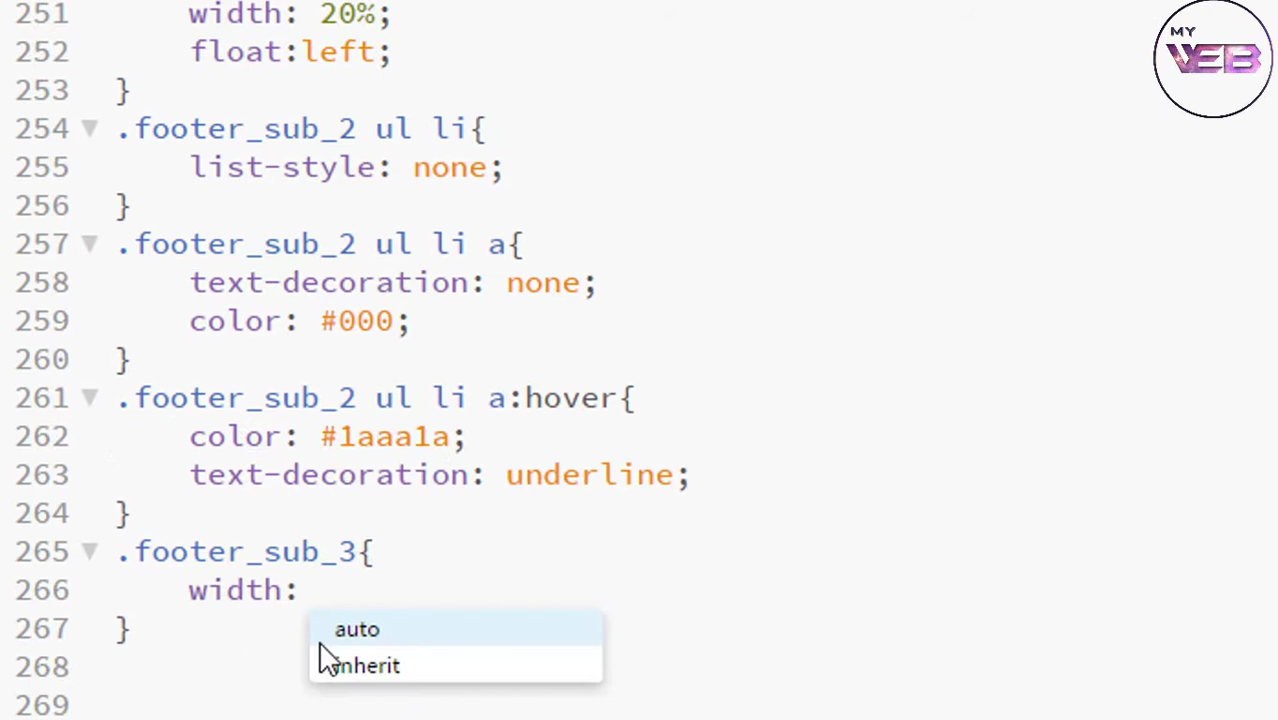 251 width: 20%;
252 float:left;
253 }
254 .footer_sub_2 ul li{
255 list-style: none;
256 }
257 .footer_sub_2 ul li a{
258 text-decoration: none;
259 color: #000;
260 }
261 .footer_sub_2 ul li a:hover{
262 color: #1aaa1a;
263 text-decoration: underline;
264 }
265 .footer_sub_3{
266 width:
267 }
auto
inherit
268
269
MY
WEB